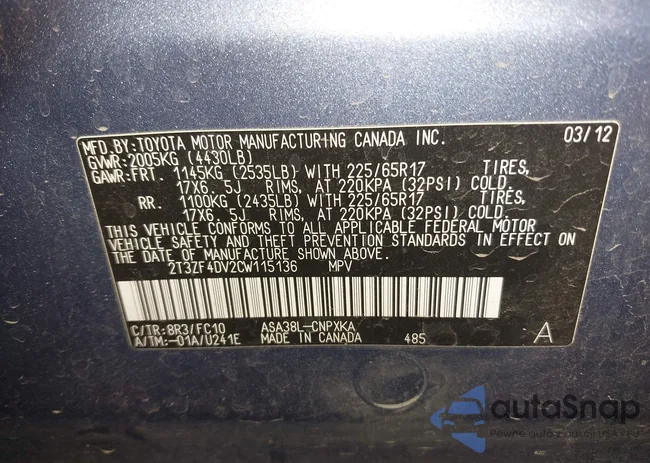 MFD.BY:TOYOTA MOTOR MANUFACTURING CANADA INC. 03/12
GVWR:2005KG (4430LB)
GAWR:FRT. 1145KG (2535LB) WITH 225/65R17 TIRES,
17X6.5J RIMS, AT 220KPA (32PSI) COLD.
RR. 1100KG (2435LB) WITH 225/65R17 TIRES,
17X6.5J RIMS, AT 220KPA (32PSI) COLD.
THIS VEHICLE CONFORMS TO ALL APPLICABLE FEDERAL MOTOR
VEHICLE SAFETY AND THEFT PREVENTION STANDARDS IN EFFECT ON
THE DATE OF MANUFACTURE SHOWN ABOVE.
2T3ZF4DV2CW115136 MPV
C/TR:8R3/FC10 ASA38L-CNPXKA
A/TM:-01A/U241E MADE IN CANADA 485 A
autoSnap
Pewne auto z aukcji USA